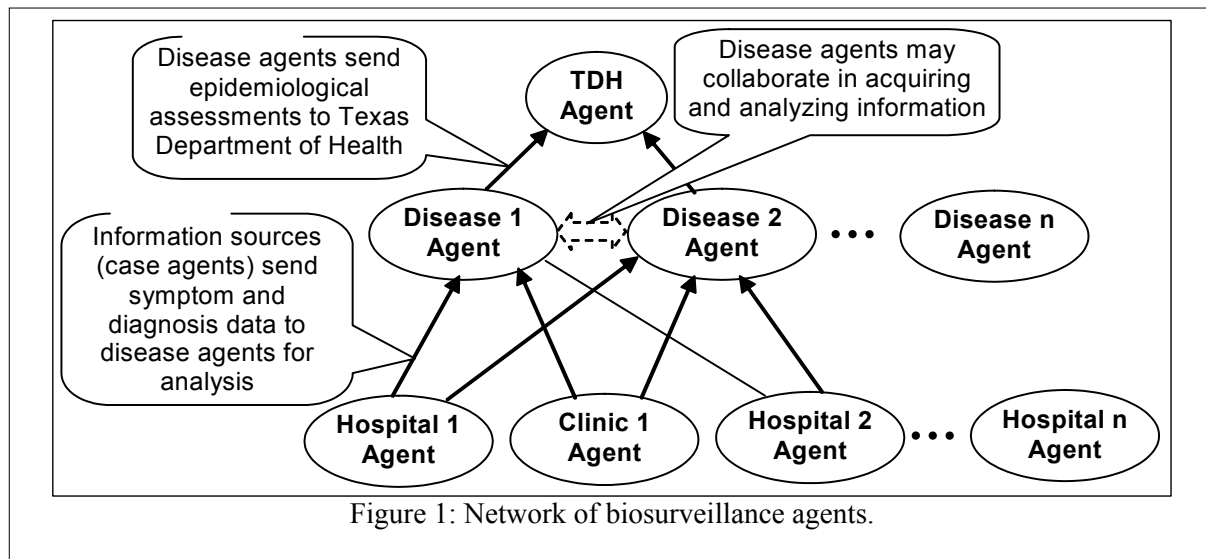 Disease agents send
epidemiological
assessments to Texas
Department of Health
TDH
Agent
Disease agents may
collaborate in acquiring
and analyzing information
Information sources
(case agents) send
symptom and
diagnosis data to
disease agents for
analysis
Disease 1
Agent
Disease 2
Agent
•••
Disease n
Agent
Hospital 1
Agent
Clinic 1
Agent
Hospital 2
Agent
•••
Hospital n
Agent
Figure 1: Network of biosurveillance agents.